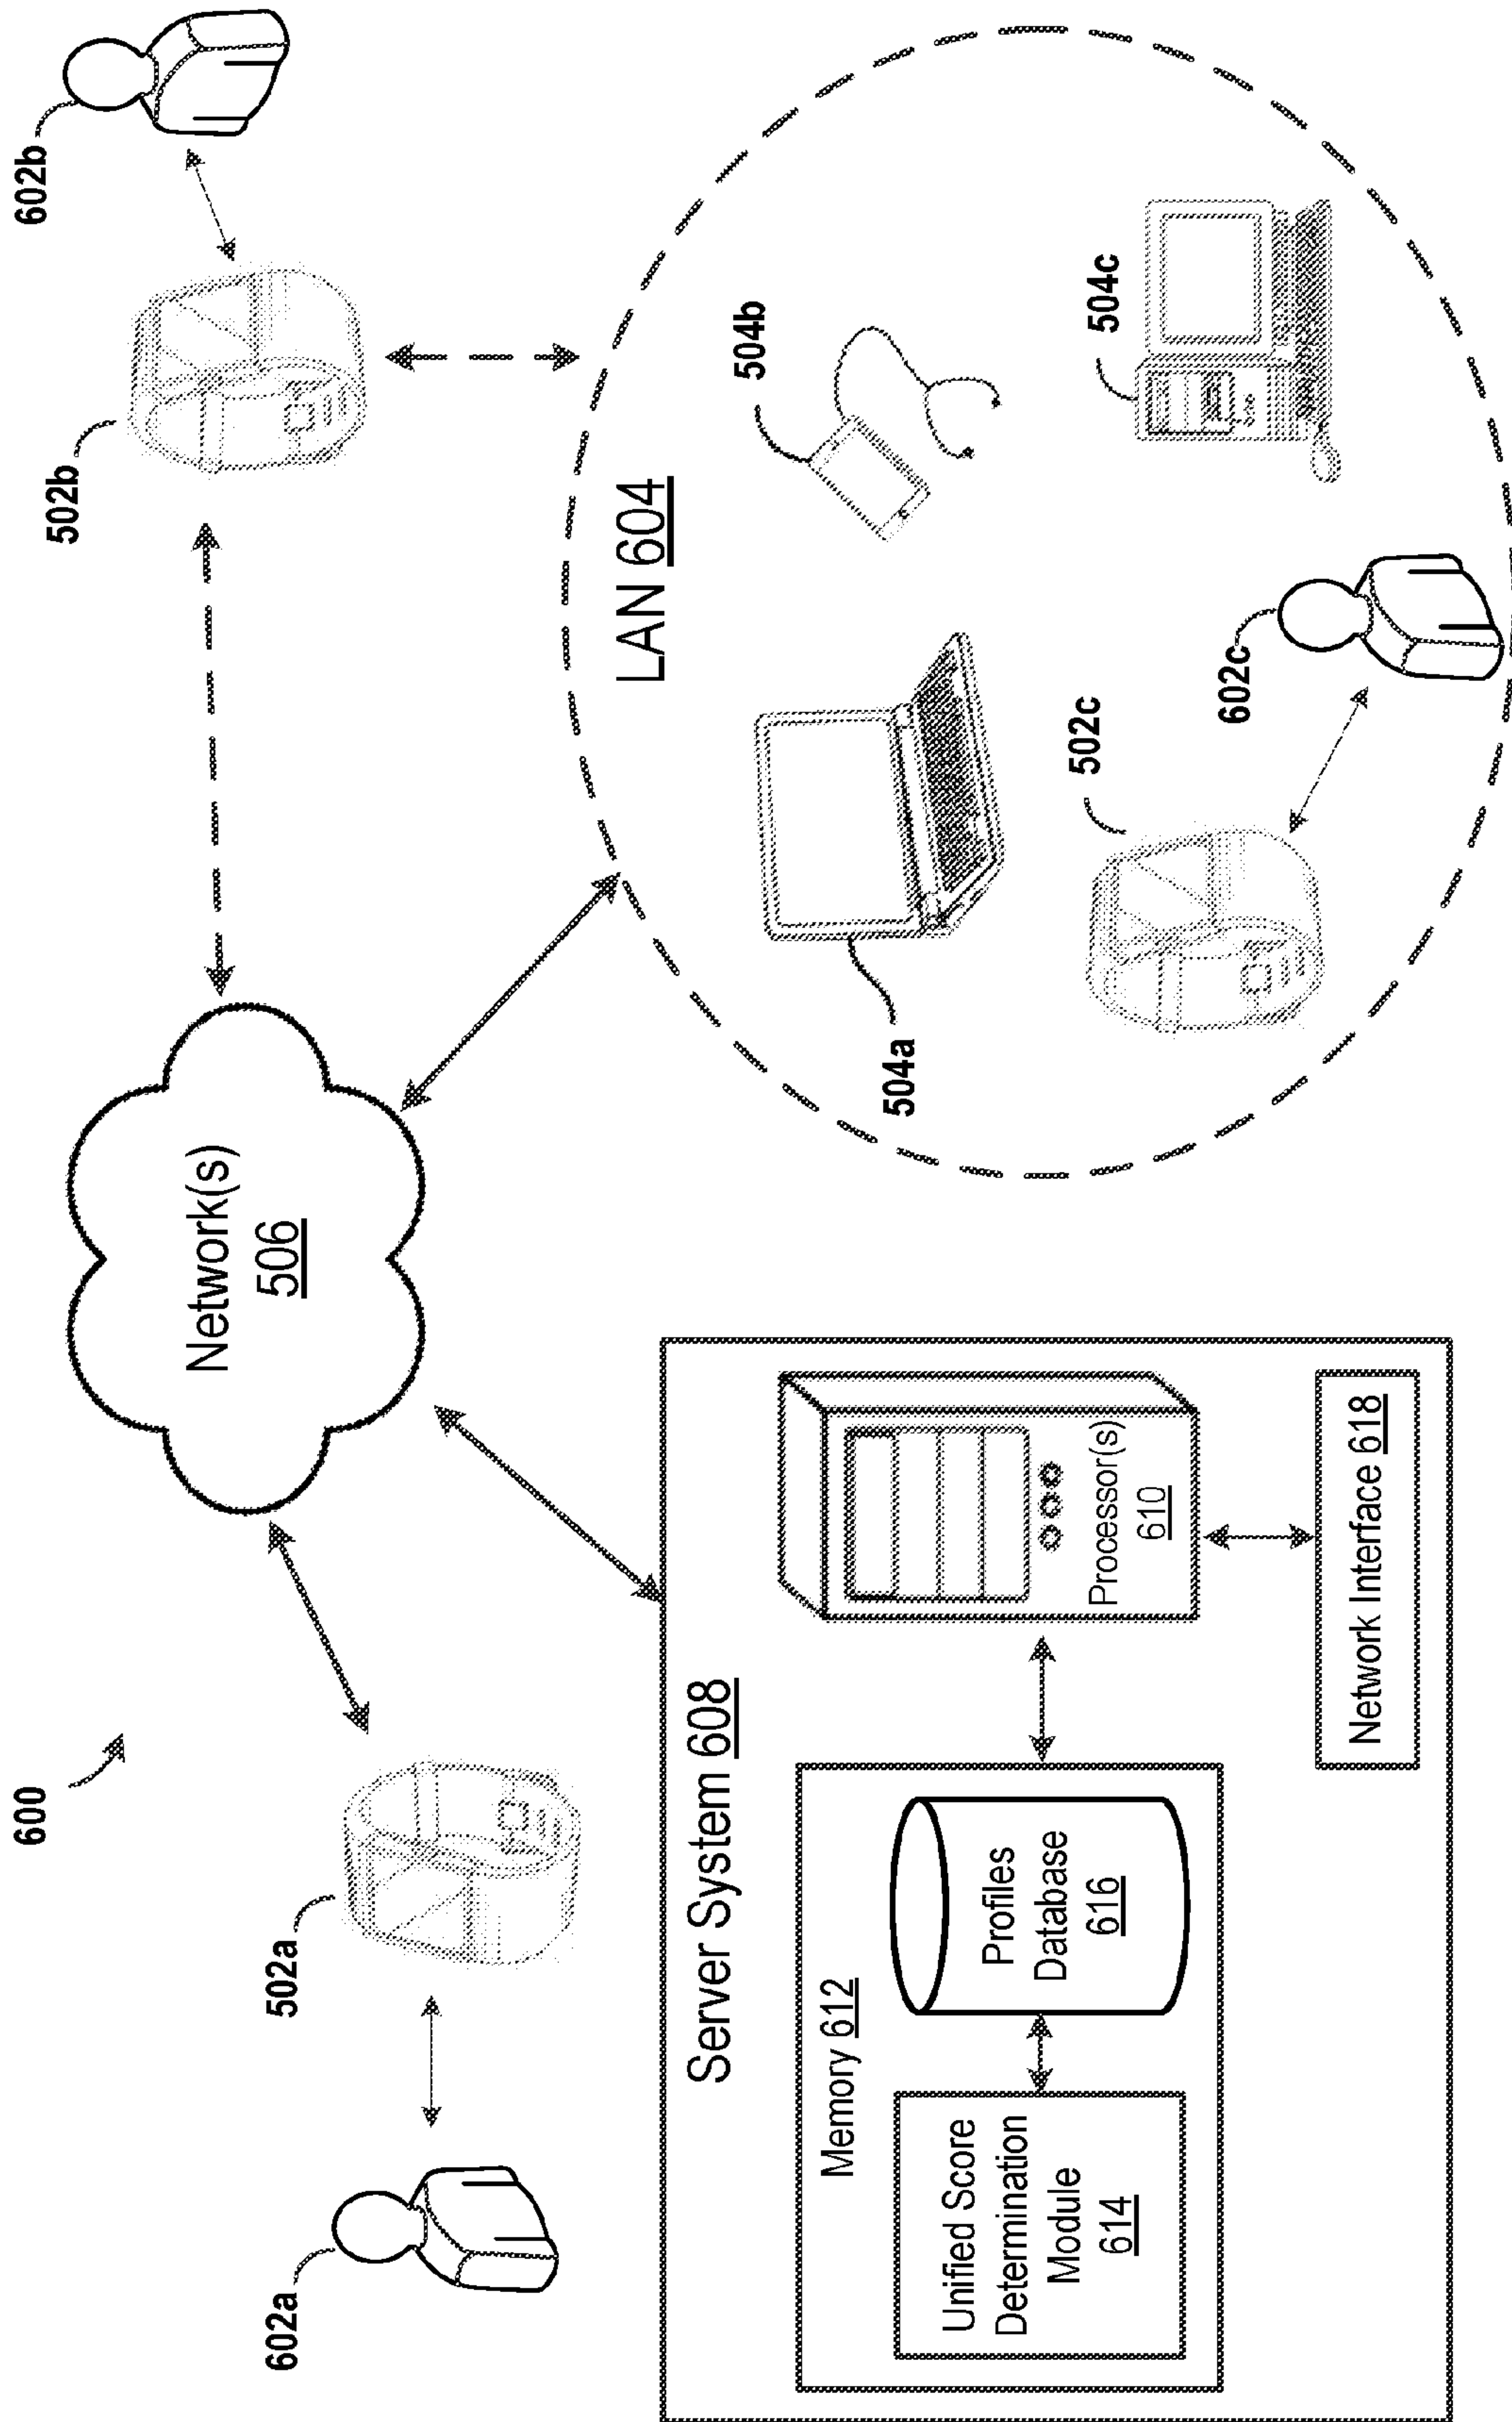 600
602a
502a
Network(s)
506
502b
602b
Server System 608
Memory 612
Unified Score
Determination
Module
614
Profiles
Database
616
Processor(s)
610
Network Interface 618
LAN 604
504a
504b
502c
602c
504c